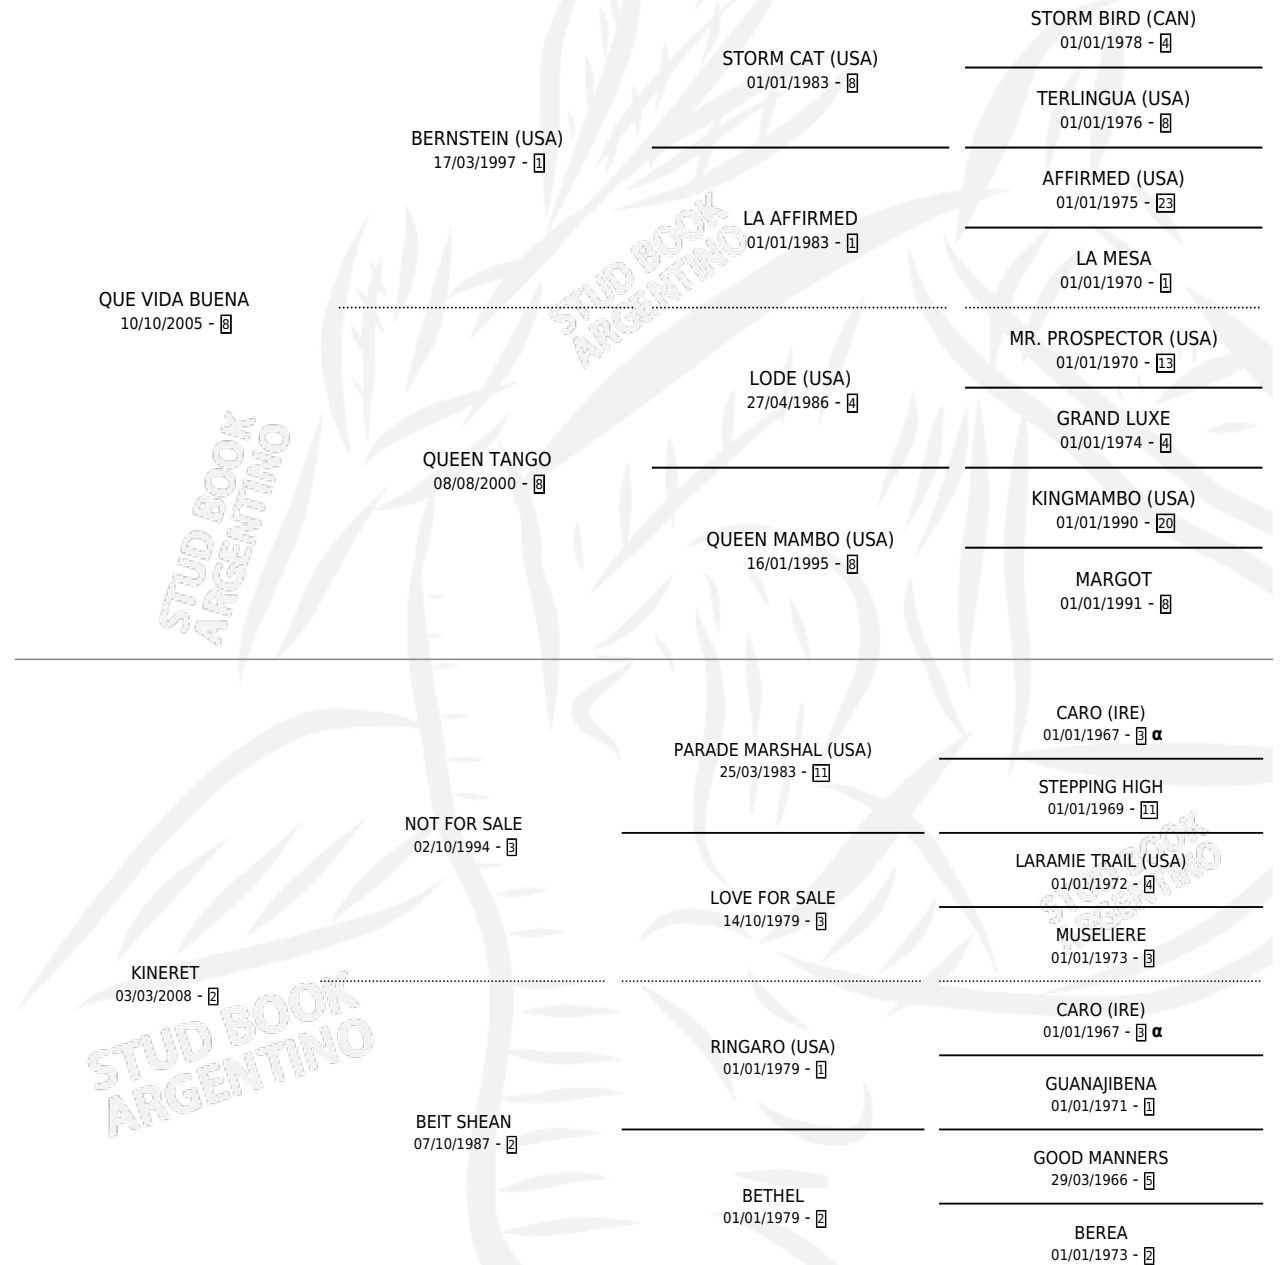 STORM BIRD (CAN)
01/01/1978 - 4
STORM CAT (USA)
01/01/1983 - 8
TERLINGUA (USA)
01/01/1976 - 8
BERNSTEIN (USA)
17/03/1997 - 1
AFFIRMED (USA)
01/01/1975 - 23
LA AFFIRMED
01/01/1983 - 1
LA MESA
01/01/1970 - 1
QUE VIDA BUENA
10/10/2005 - 8
MR. PROSPECTOR (USA)
01/01/1970 - 13
LODE (USA)
27/04/1986 - 4
GRAND LUXE
01/01/1974 - 4
QUEEN TANGO
08/08/2000 - 8
KINGMAMBO (USA)
01/01/1990 - 20
QUEEN MAMBO (USA)
16/01/1995 - 8
MARGOT
01/01/1991 - 8
CARO (IRE)
01/01/1967 - 3 α
PARADE MARSHAL (USA)
25/03/1983 - 11
STEPPING HIGH
01/01/1969 - 11
NOT FOR SALE
02/10/1994 - 3
LARAMIE TRAIL (USA)
01/01/1972 - 4
LOVE FOR SALE
14/10/1979 - 3
MUSELIERE
01/01/1973 - 3
KINERET
03/03/2008 - 2
CARO (IRE)
01/01/1967 - 3 α
RINGARO (USA)
01/01/1979 - 1
GUANAJIBENA
01/01/1971 - 1
BEIT SHEAN
07/10/1987 - 2
GOOD MANNERS
29/03/1966 - 5
BETHEL
01/01/1979 - 2
BEREA
01/01/1973 - 2
STUD BOOK
ARGENTINO
STUD BOOK
ARGENTINO
STUD BOOK
ARGENTINO
STUD BOOK
ARGENTINO